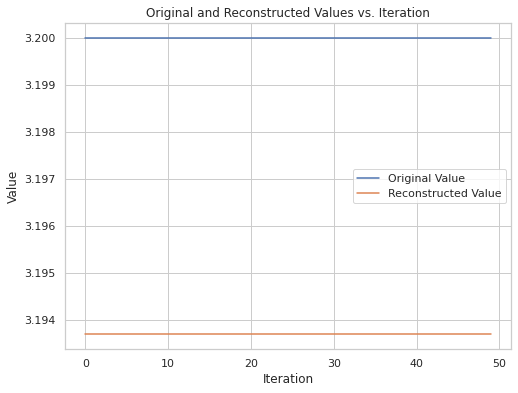 Original and Reconstructed Values vs. Iteration
3.200
3.199
3.198
3.197
3.196
3.195
3.194
Value
Original Value
Reconstructed Value
0 10 20 30 40 50
Iteration